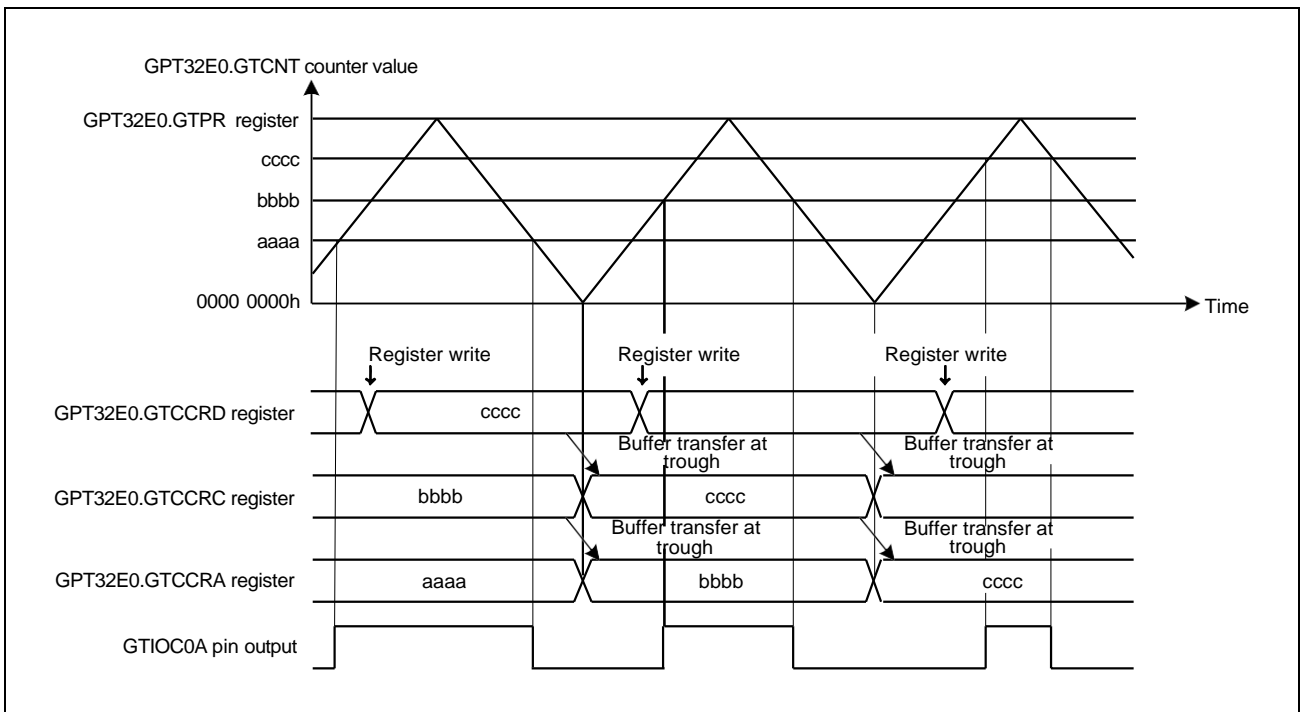 GPT32E0.GTCNT counter value
GPT32E0.GTPR register
cccc
bbbb
aaaa
0000 0000h
Time
Register write Register write Register write
GPT32E0.GTCCRD register
cccc
Buffer transfer at
trough
Buffer transfer at
trough
GPT32E0.GTCCRC register
bbbb cccc
Buffer transfer at
trough
Buffer transfer at
trough
GPT32E0.GTCCRA register
aaaa bbbb cccc
GTIOC0A pin output